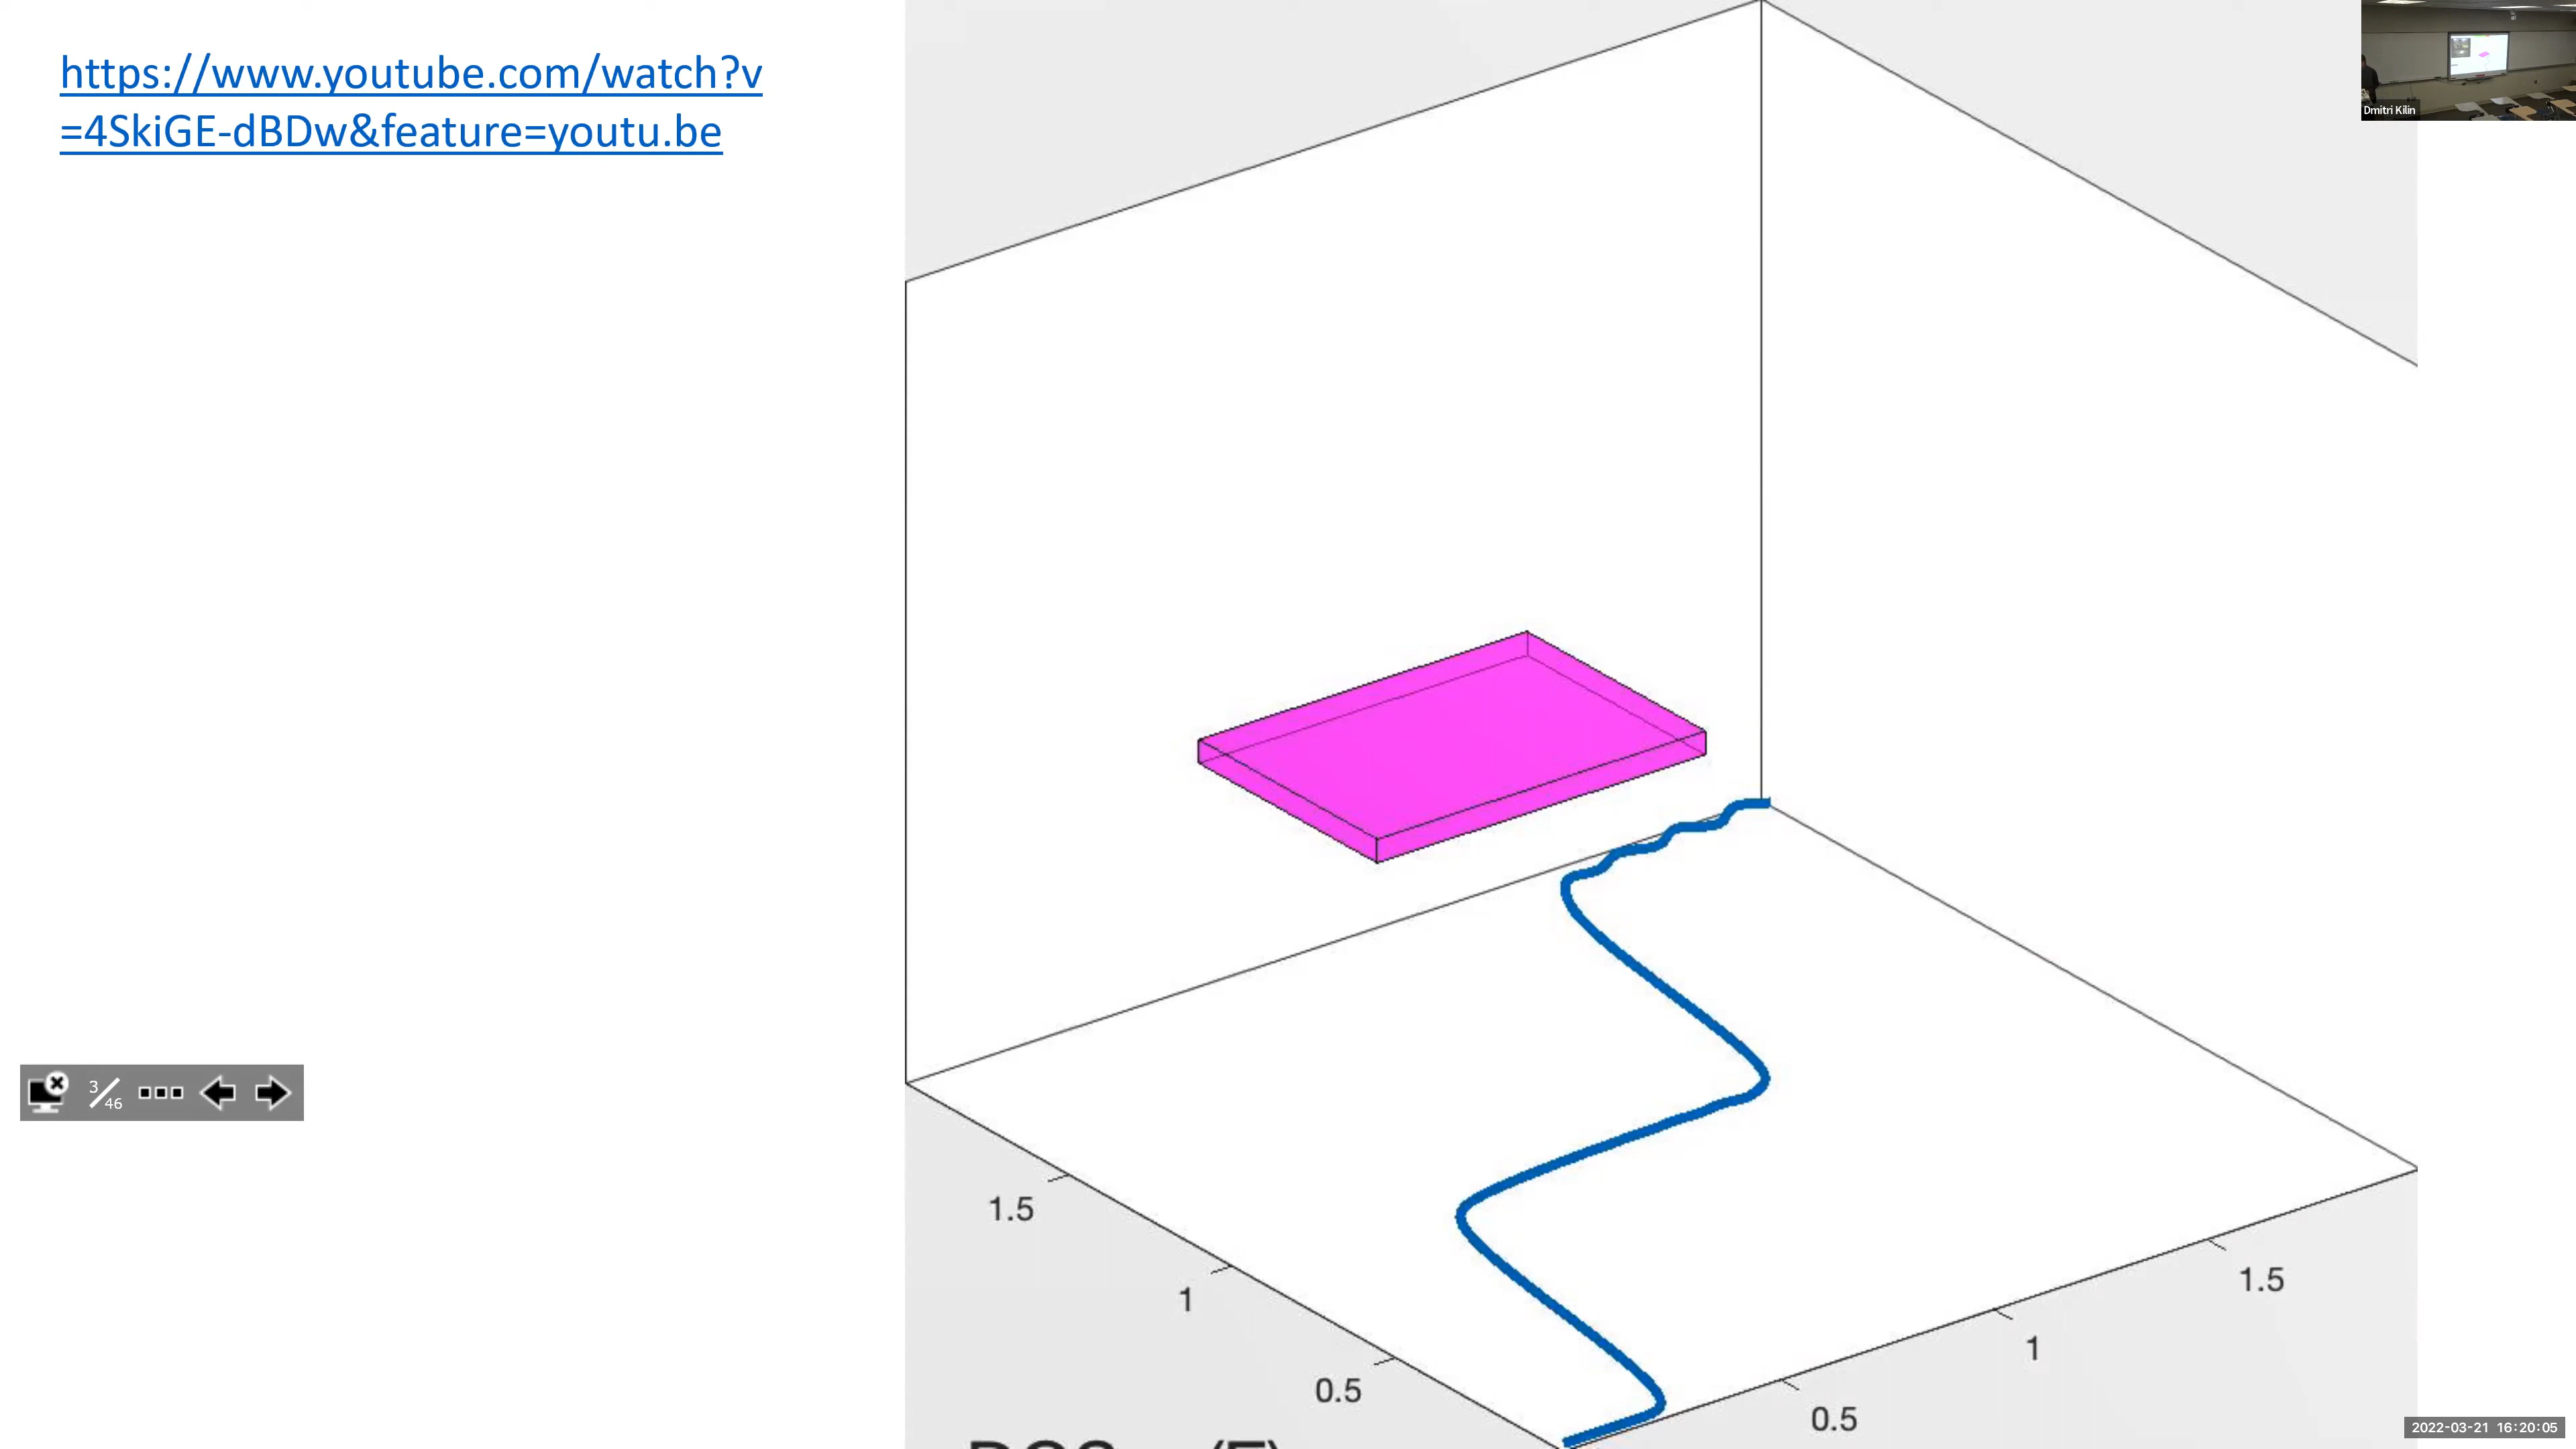 https://www.youtube.com/watch?v
=4SkiGE-dBDw&feature=youtu.be
Dmitri Kilin
3/46
1.5
1
0.5
1.5
1
0.5
2022-03-21 16:20:05